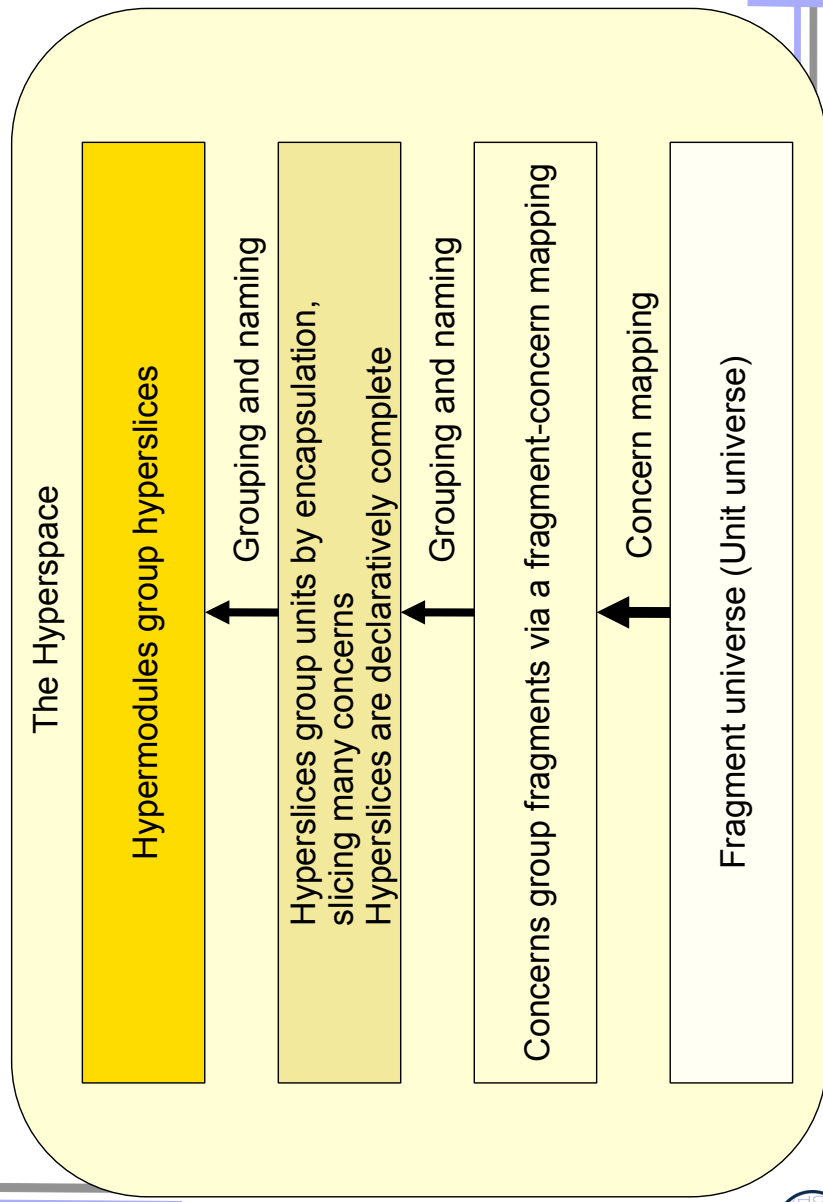 The Hyperspace
Hypermodules group hyperslices
Grouping and naming
Hyperslices group units by encapsulation,
slicing many concerns
Hyperslices are declaratively complete
Grouping and naming
Concerns group fragments via a fragment-concern mapping
Concern mapping
Fragment universe (Unit universe)